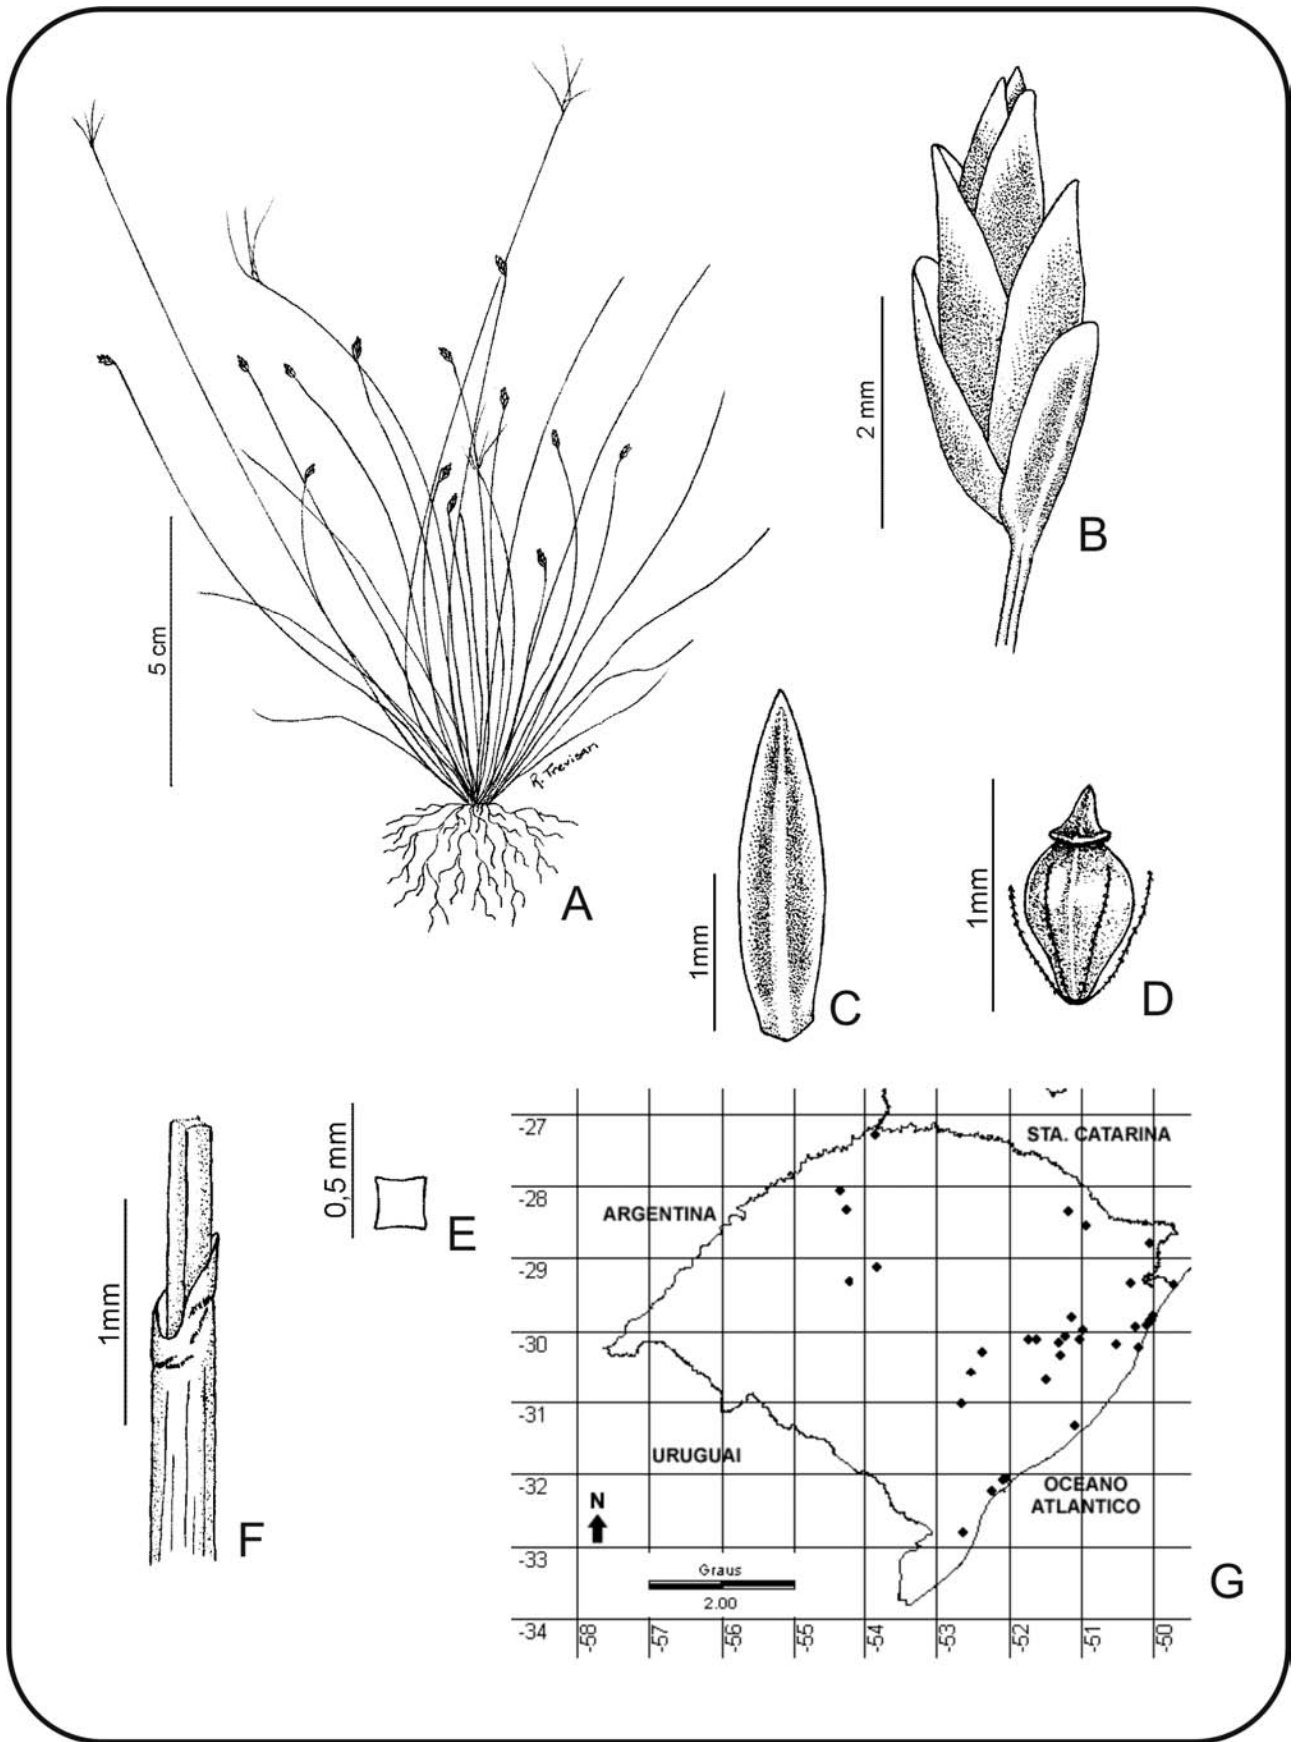 5 cm
R. Trevisan
A
2 mm
B
1mm
C
1mm
D
1mm
F
0,5 mm
E
-27
-28
-29
-30
-31
-32
-33
-34
STA. CATARINA
ARGENTINA
URUGUAI
OCEANO
ATLANTICO
N
Graus
2.00
-58
-57
-56
-55
-54
-53
-52
-51
-50
G